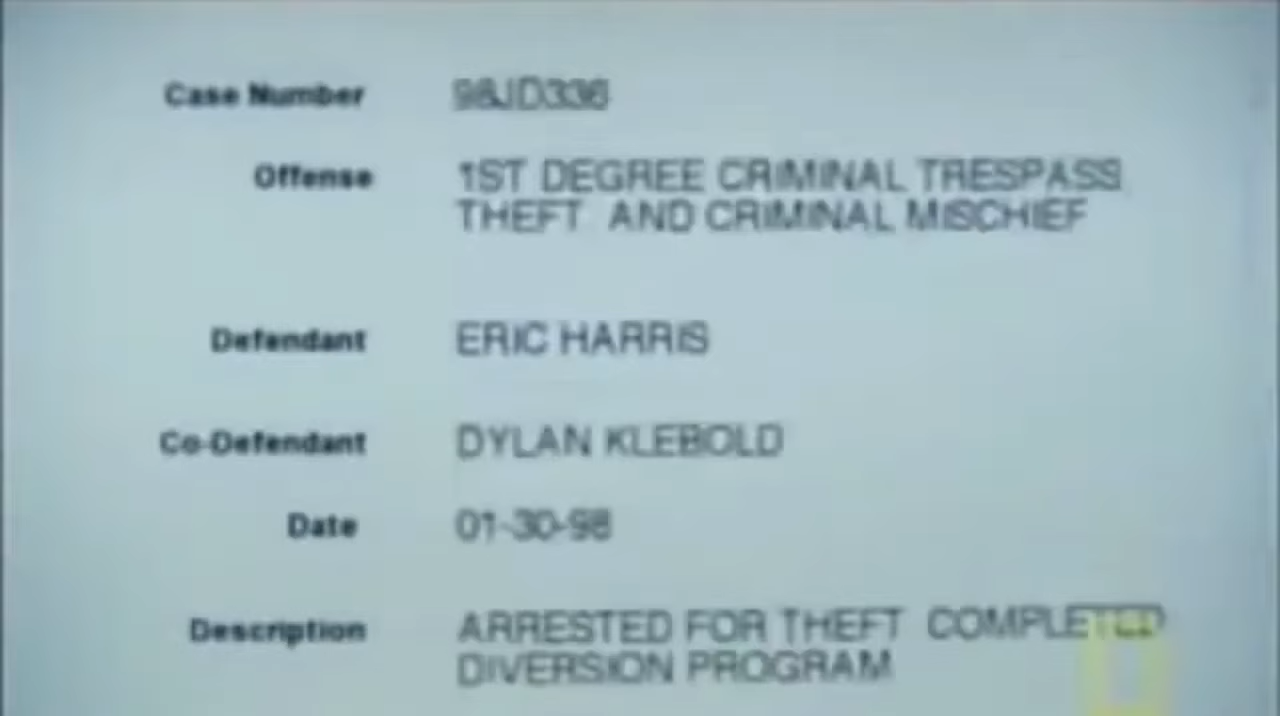 Case Number 98JD336
Offense 1ST DEGREE CRIMINAL TRESPASS
THEFT AND CRIMINAL MISCHIEF
Defendant ERIC HARRIS
Co-Defendant DYLAN KLEBOLD
Date 01-30-98
Description ARRESTED FOR THEFT COMPLETED
DIVERSION PROGRAM